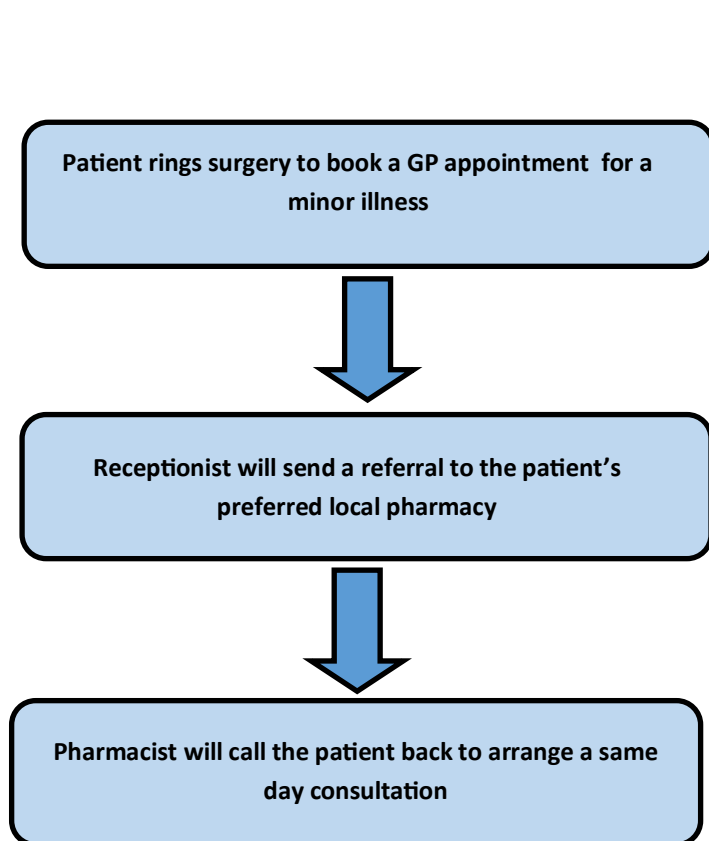 Patient rings surgery to book a GP appointment  for a
minor illness
Receptionist will send a referral to the patient’s
preferred local pharmacy
Pharmacist will call the patient back to arrange a same
day consultation